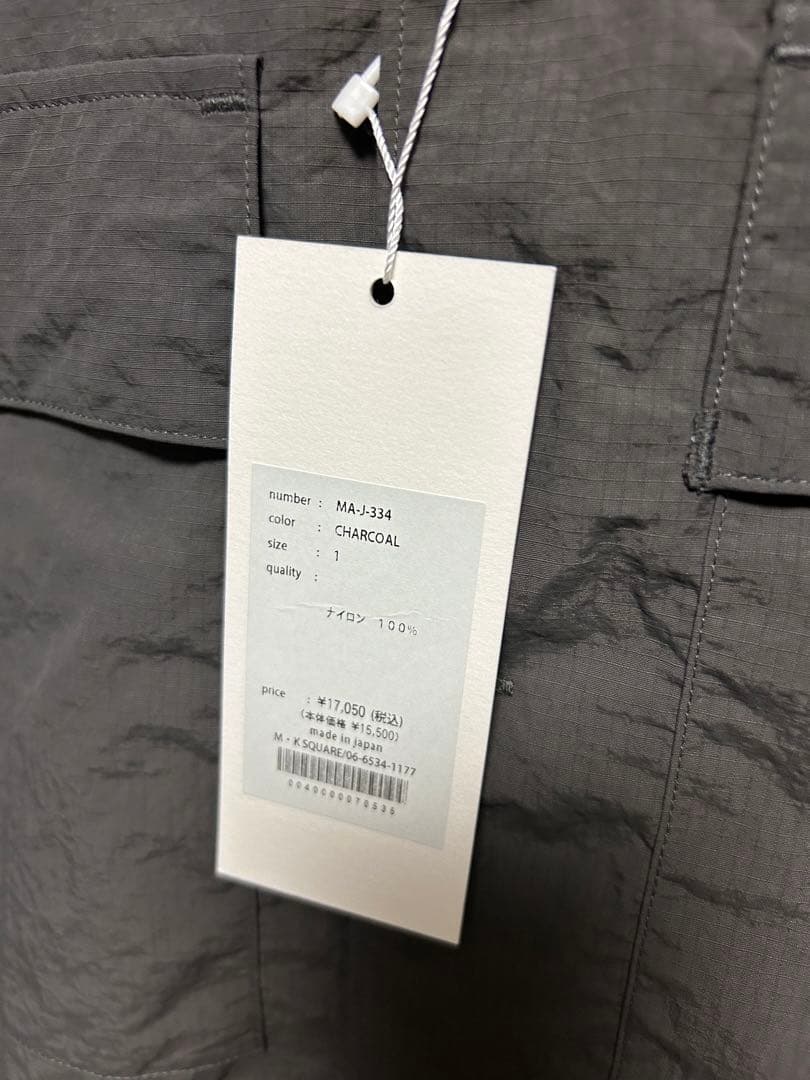 number : MA-J-334
color : CHARCOAL
size : 1
quality :
ナイロン 100%
price : ¥17,050 (税込)
(本体価格 ¥15,500)
made in japan
M・K SQUARE/06-6534-1177
0040000070535